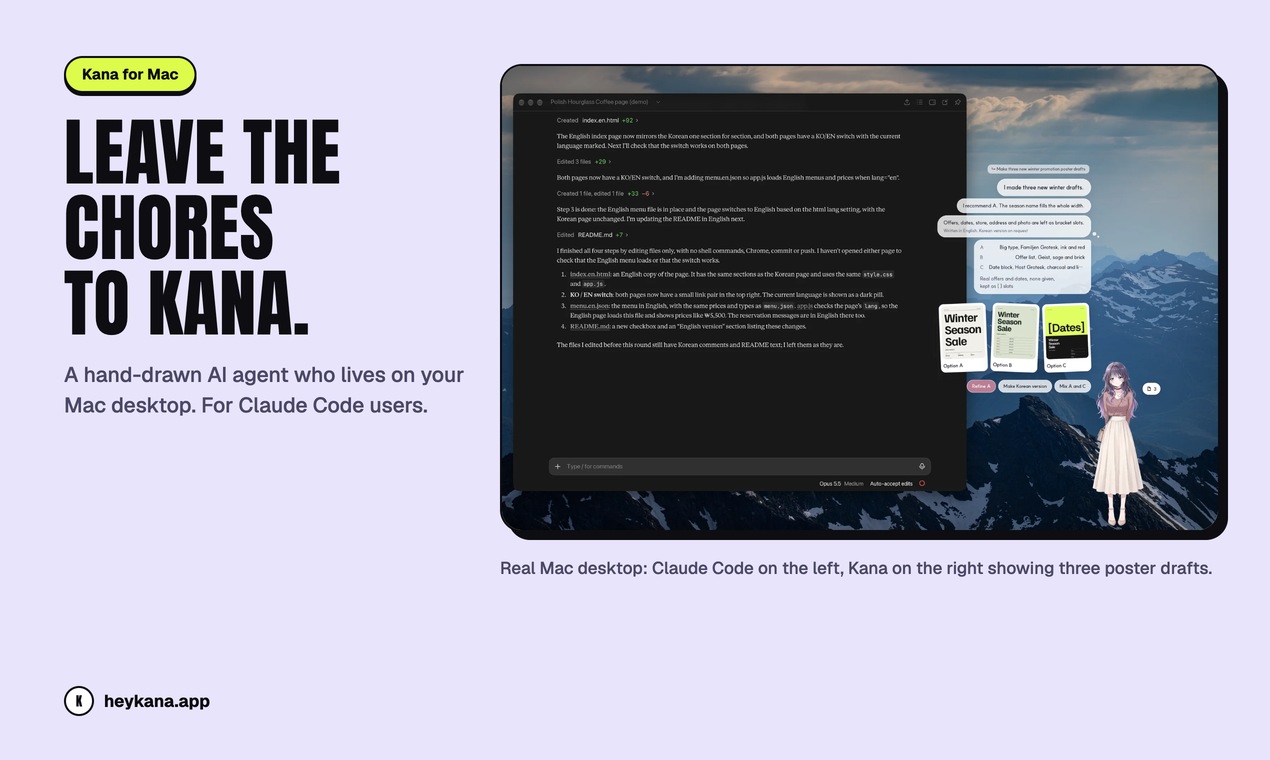 Kana for Mac
LEAVE THE
CHORES
TO KANA.
A hand-drawn AI agent who lives on your
Mac desktop. For Claude Code users.
Polish Hourglass Coffee page (demo)
Created index.en.html +92 ›
The English index page now mirrors the Korean one section for section, and both pages have a KO/EN switch with the current
language marked. Next I'll check that the switch works on both pages.
Edited 3 files +29 ›
Both pages now have a KO/EN switch, and I'm adding menu.en.json so app.js loads English menus and prices when lang="en".
Created 1 file, edited 1 file +33 −6 ›
Step 3 is done: the English menu file is in place and the page switches to English based on the html lang setting, with the
Korean page unchanged. I'm updating the README in English next.
Edited README.md +7 ›
I finished all four steps by editing files only, with no shell commands, Chrome, commit or push. I haven't opened either page to
check that the English menu loads or that the switch works.
1. index.en.html: an English copy of the page. It has the same sections as the Korean page and uses the same style.css
and app.js.
2. KO / EN switch: both pages now have a small link pair in the top right. The current language is shown as a dark pill.
3. menu.en.json: the menu in English, with the same prices and types as menu.json. app.js checks the page's lang, so the
English page loads this file and shows prices like ₩5,500. The reservation messages are in English there too.
4. README.md: a new checkbox and an "English version" section listing these changes.
The files I edited before this round still have Korean comments and README text; I left them as they are.
Type / for commands
Opus 5.5 Medium Auto-accept edits
Make three new winter promotion poster drafts
I made three new winter drafts.
I recommend A. The season name fills the whole width.
Offers, dates, store, address and photo are left as bracket slots.
Written in English. Korean version on request
A Big type, Familjen Grotesk, ink and red
B Offer list, Geist, sage and brick
C Date block, Host Grotesk, charcoal and li…
Real offers and dates, none given,
kept as [ ] slots
Winter
Season
Sale
Option A
Winter
Season
Sale
Option B
[Dates]
Winter
Season
Sale
Option C
Refine A
Make Korean version
Mix A and C
3
Real Mac desktop: Claude Code on the left, Kana on the right showing three poster drafts.
K
heykana.app